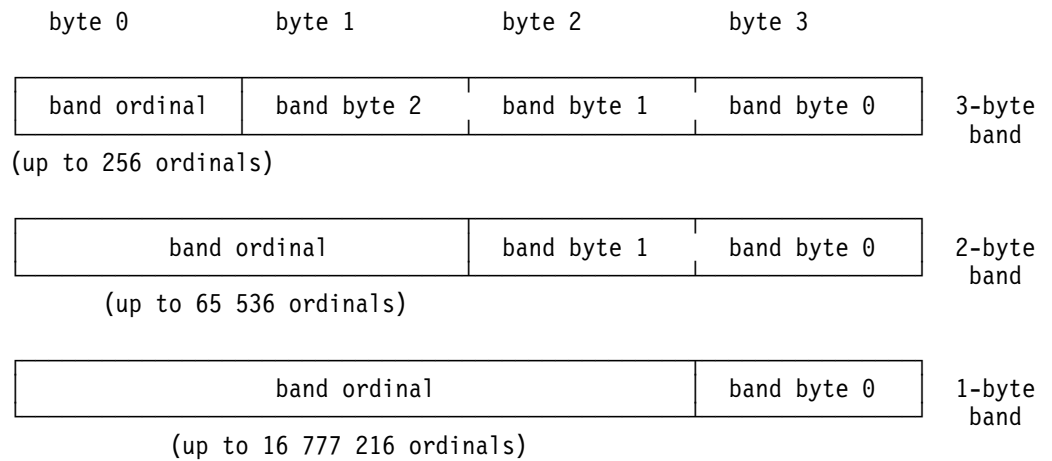 byte 0 byte 1 byte 2 byte 3
band ordinal band byte 2 band byte 1 band byte 0 3-byte
band
(up to 256 ordinals)
band ordinal band byte 1 band byte 0 2-byte
band
(up to 65 536 ordinals)
band ordinal band byte 0 1-byte
band
(up to 16 777 216 ordinals)